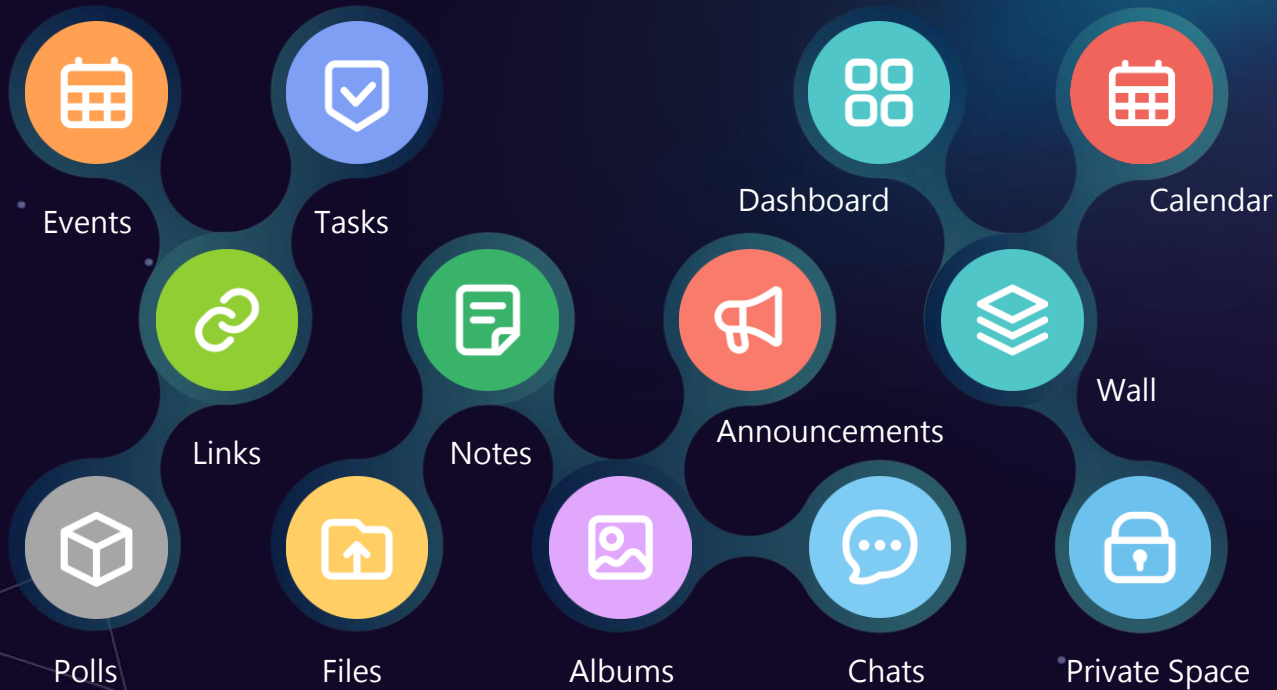 Events
Tasks
Dashboard
Calendar
Links
Notes
Announcements
Wall
Polls
Files
Albums
Chats
Private Space